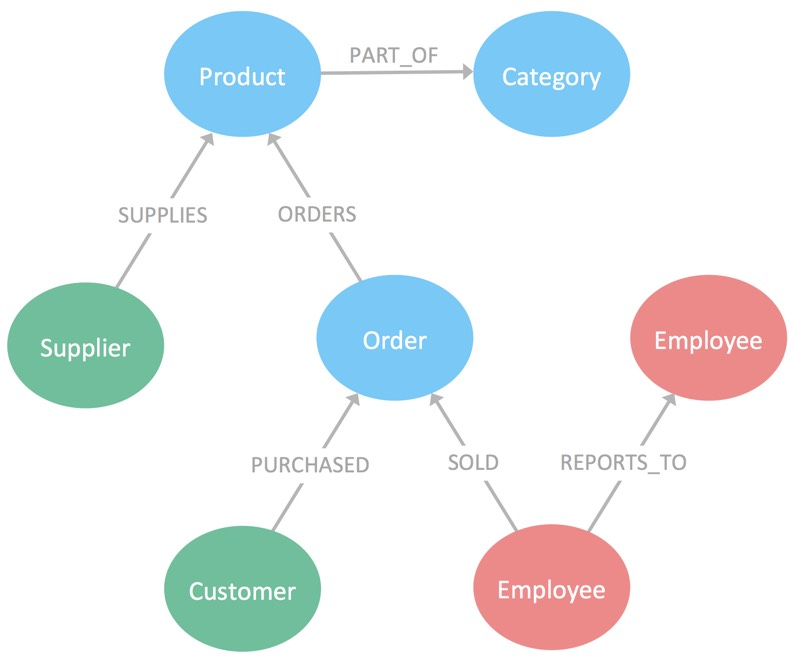 PART_OF
Product
Category
SUPPLIES
ORDERS
Supplier
Order
Employee
PURCHASED
SOLD
REPORTS_TO
Customer
Employee